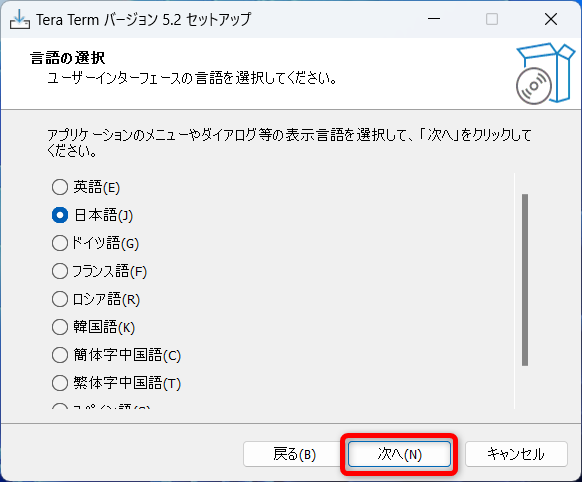 Tera Term バージョン 5.2 セットアップ
言語の選択
ユーザーインターフェースの言語を選択してください。
アプリケーションのメニューやダイアログ等の表示言語を選択して、「次へ」をクリックして
ください。
英語(E)
日本語(J)
ドイツ語(G)
フランス語(F)
ロシア語(R)
韓国語(K)
簡体字中国語(C)
繁体字中国語(T)
戻る(B)
次へ(N)
キャンセル